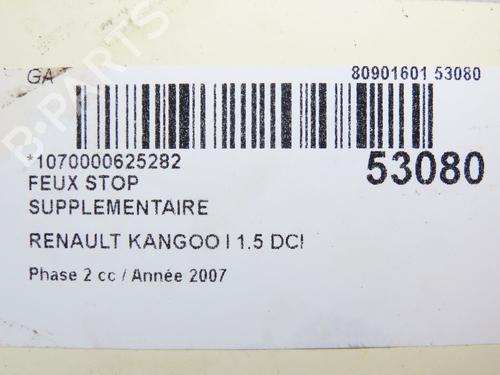 GA 80901601 53080
*1070000625282 53080
FEUX STOP
SUPPLEMENTAIRE
RENAULT KANGOO I 1.5 DCI
Phase 2 cc / Année 2007
B-PARTS